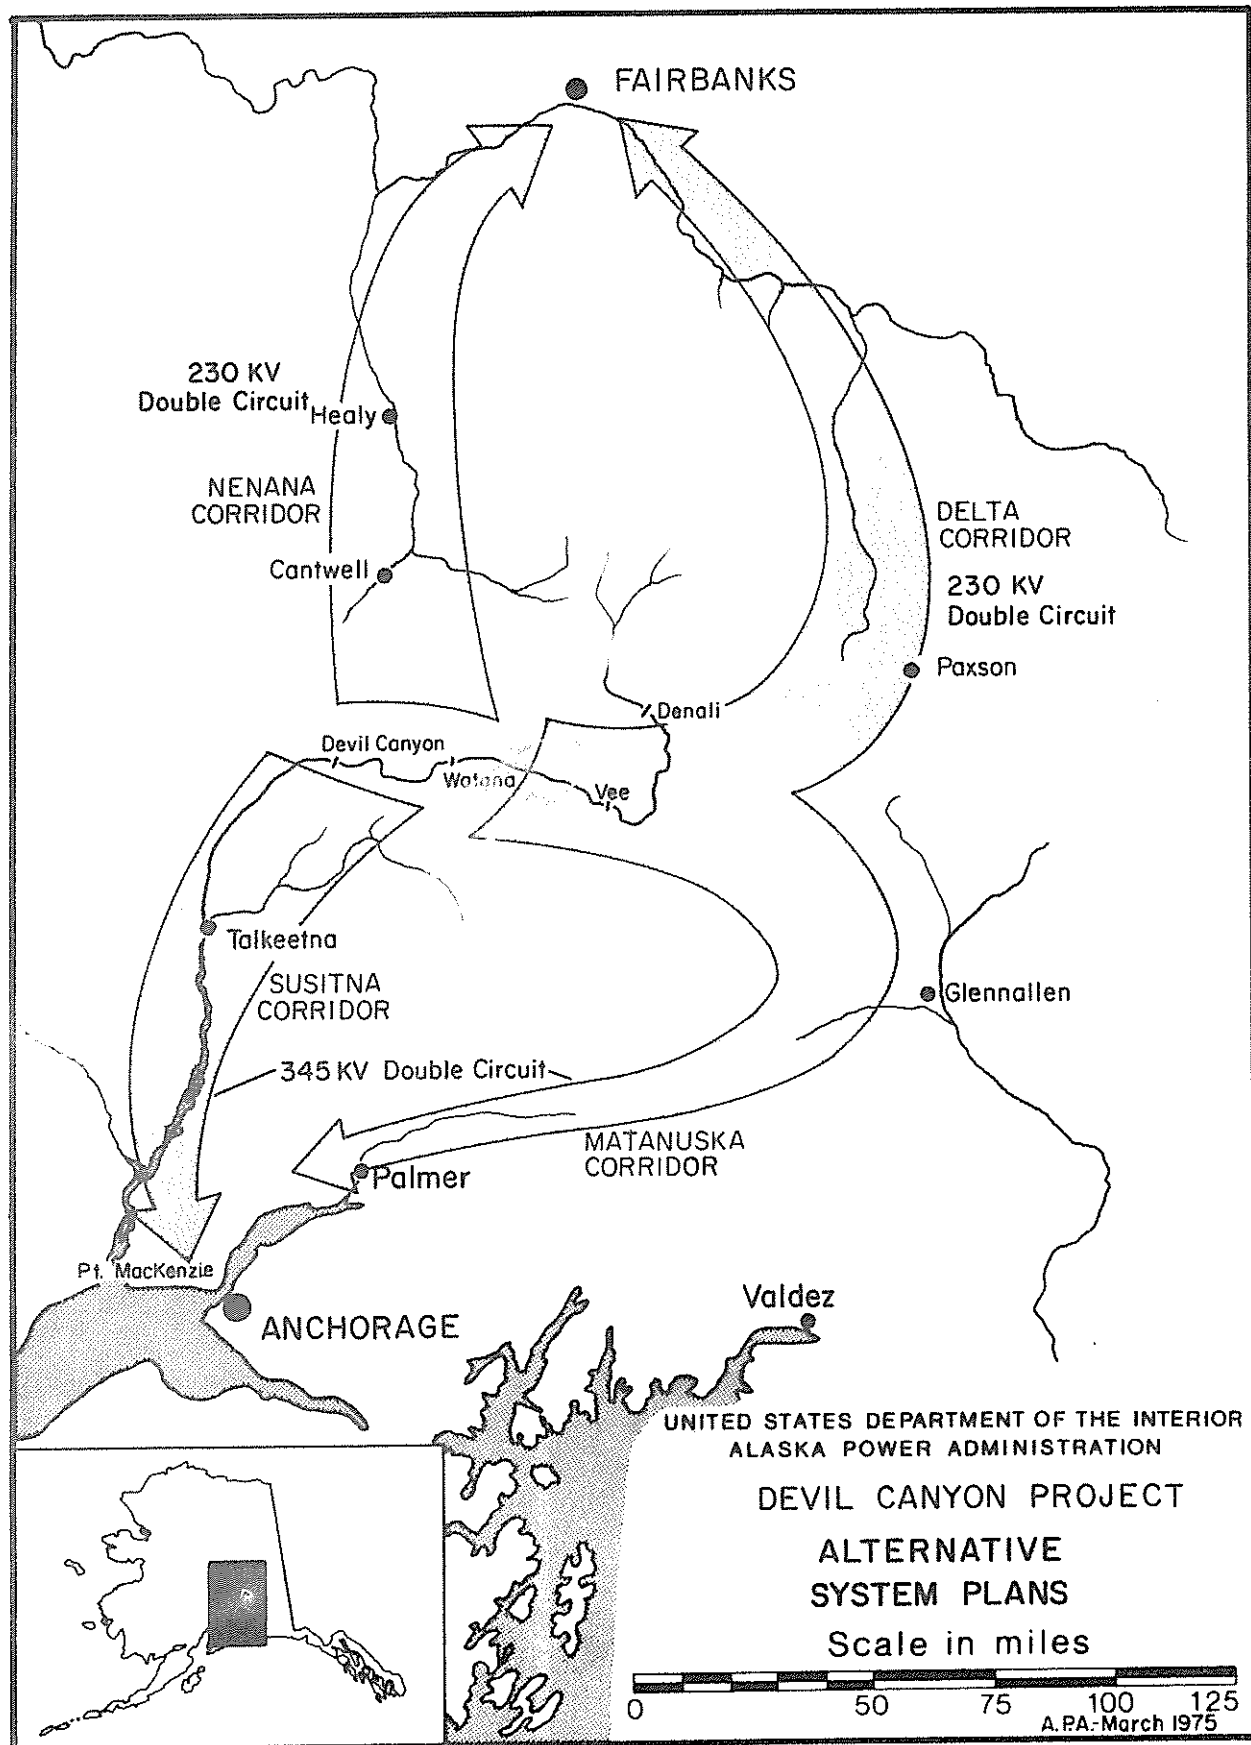 FAIRBANKS
230 KV
Double Circuit
Healy
NENANA
CORRIDOR
DELTA
CORRIDOR
Cantwell
230 KV
Double Circuit
Paxson
Denali
Devil Canyon
Watana
Vee
Talkeetna
SUSITNA
CORRIDOR
Glennallen
345 KV Double Circuit
MATANUSKA
CORRIDOR
Palmer
Pt. MacKenzie
Valdez
ANCHORAGE
UNITED STATES DEPARTMENT OF THE INTERIOR
ALASKA POWER ADMINISTRATION
DEVIL CANYON PROJECT
ALTERNATIVE
SYSTEM PLANS
Scale in miles
0 50 75 100 125
A.P.A.-March 1975